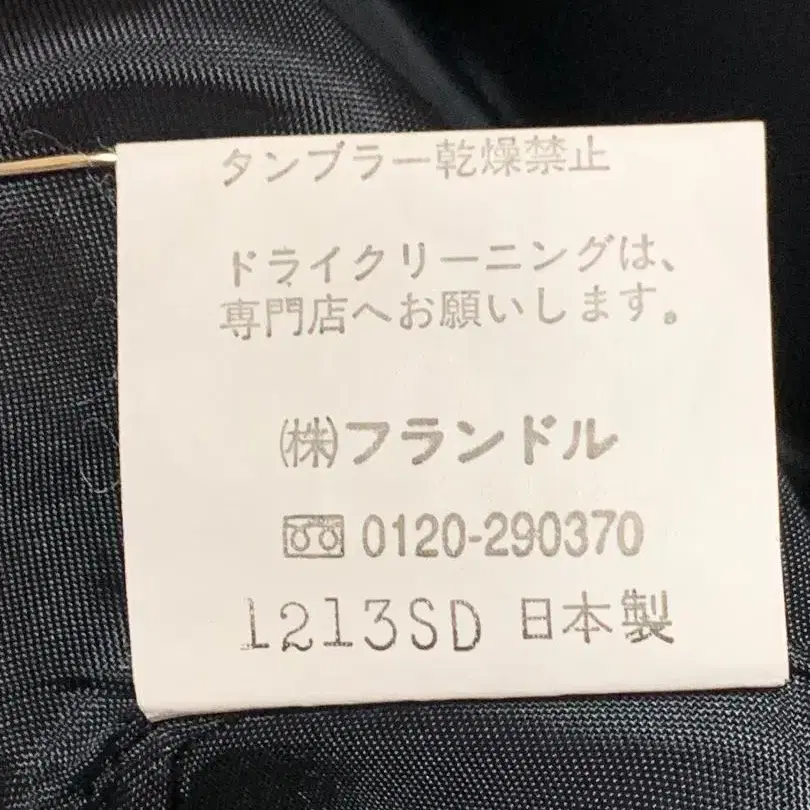 タンブラー乾燥禁止
ドライクリーニングは、
専門店へお願いします。
㈱フランドル
0120-290370
1213SD 日本製